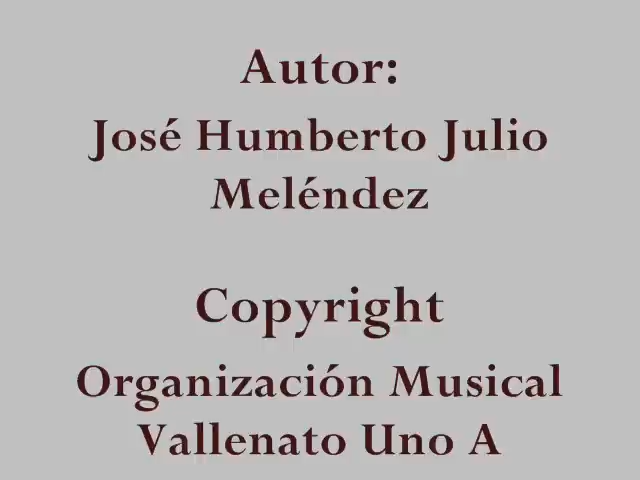 Autor:
José Humberto Julio
Meléndez
Copyright
Organización Musical
Vallenato Uno A